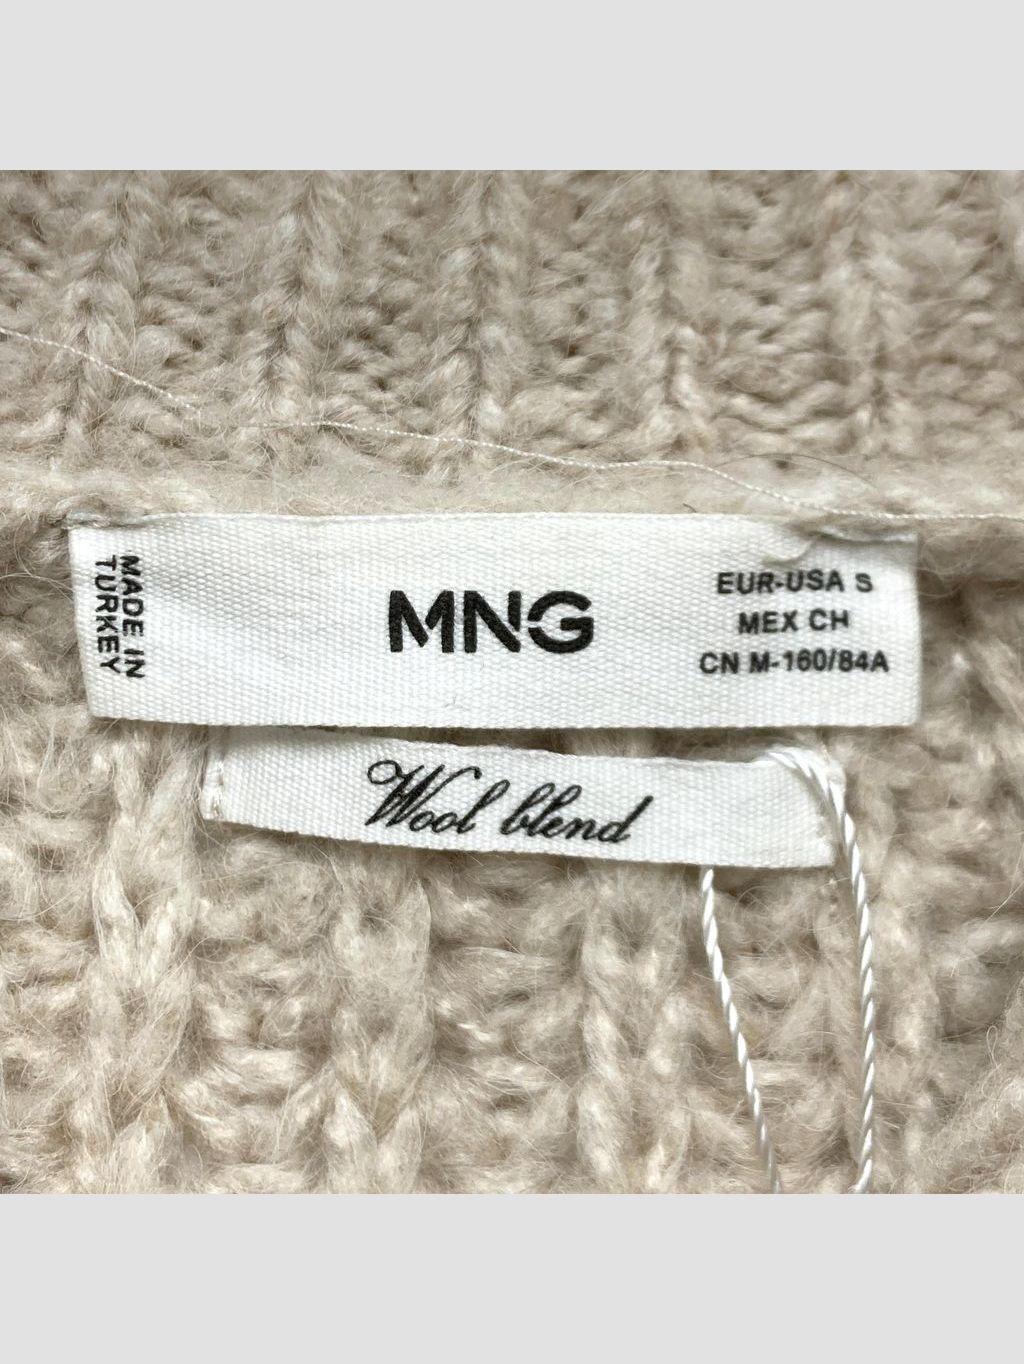 MADE IN
TURKEY
MNG
EUR-USA S
MEX CH
CN M-160/84A
Wool blend